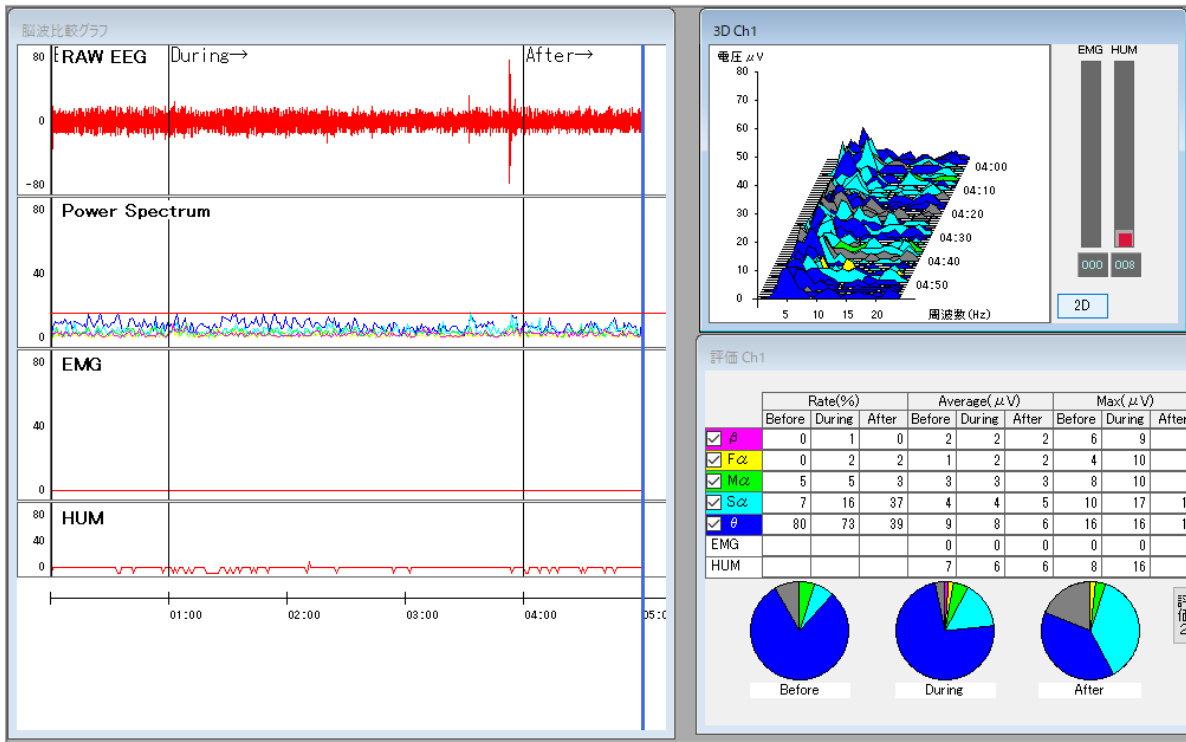 脳波比較グラフ
80 E RAW EEG During→ After→
0
-80
80 Power Spectrum
40
0
80 EMG
40
0
80 HUM
40
0
01:00 02:00 03:00 04:00 05:0
3D Ch1
電圧 μV
80
70
60
50
40
30
20
10
0
5 10 15 20 周波数(Hz)
04:00
04:10
04:20
04:30
04:40
04:50
EMG HUM
000 008
2D
評価 Ch1
Rate(%) Average(μV) Max(μV)
Before During After Before During After Before During After
β 0 1 0 2 2 2 6 9
Fα 0 2 2 1 2 2 4 10
Mα 5 5 3 3 3 3 8 10
Sα 7 16 37 4 4 5 10 17 1
θ 80 73 39 9 8 6 16 16 1
EMG 0 0 0 0 0
HUM 7 6 6 8 16
Before During After